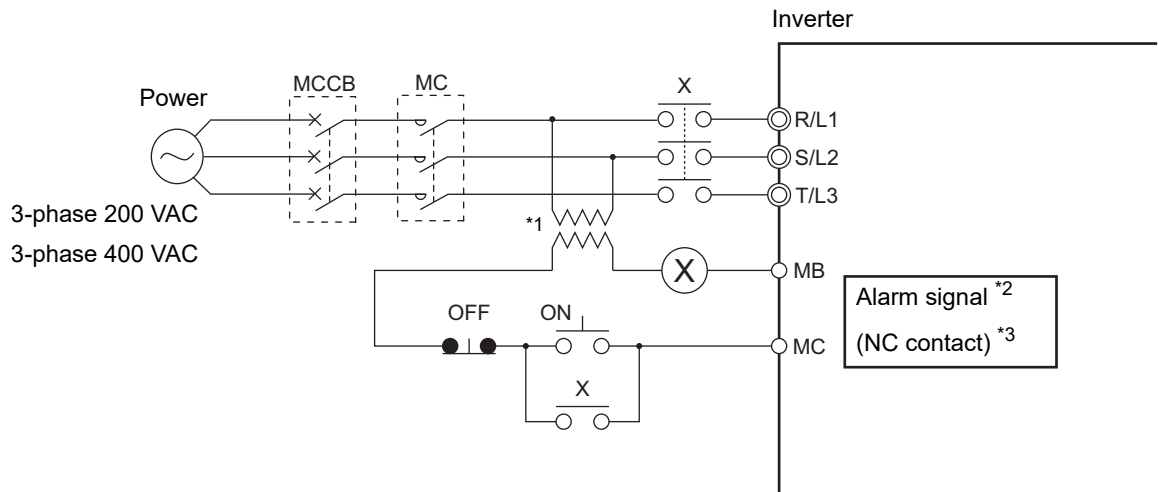 Inverter
MCCB
MC
X
Power
R/L1
S/L2
T/L3
3-phase 200 VAC
3-phase 400 VAC
*1
X
MB
Alarm signal *2
(NC contact) *3
OFF
ON
MC
X